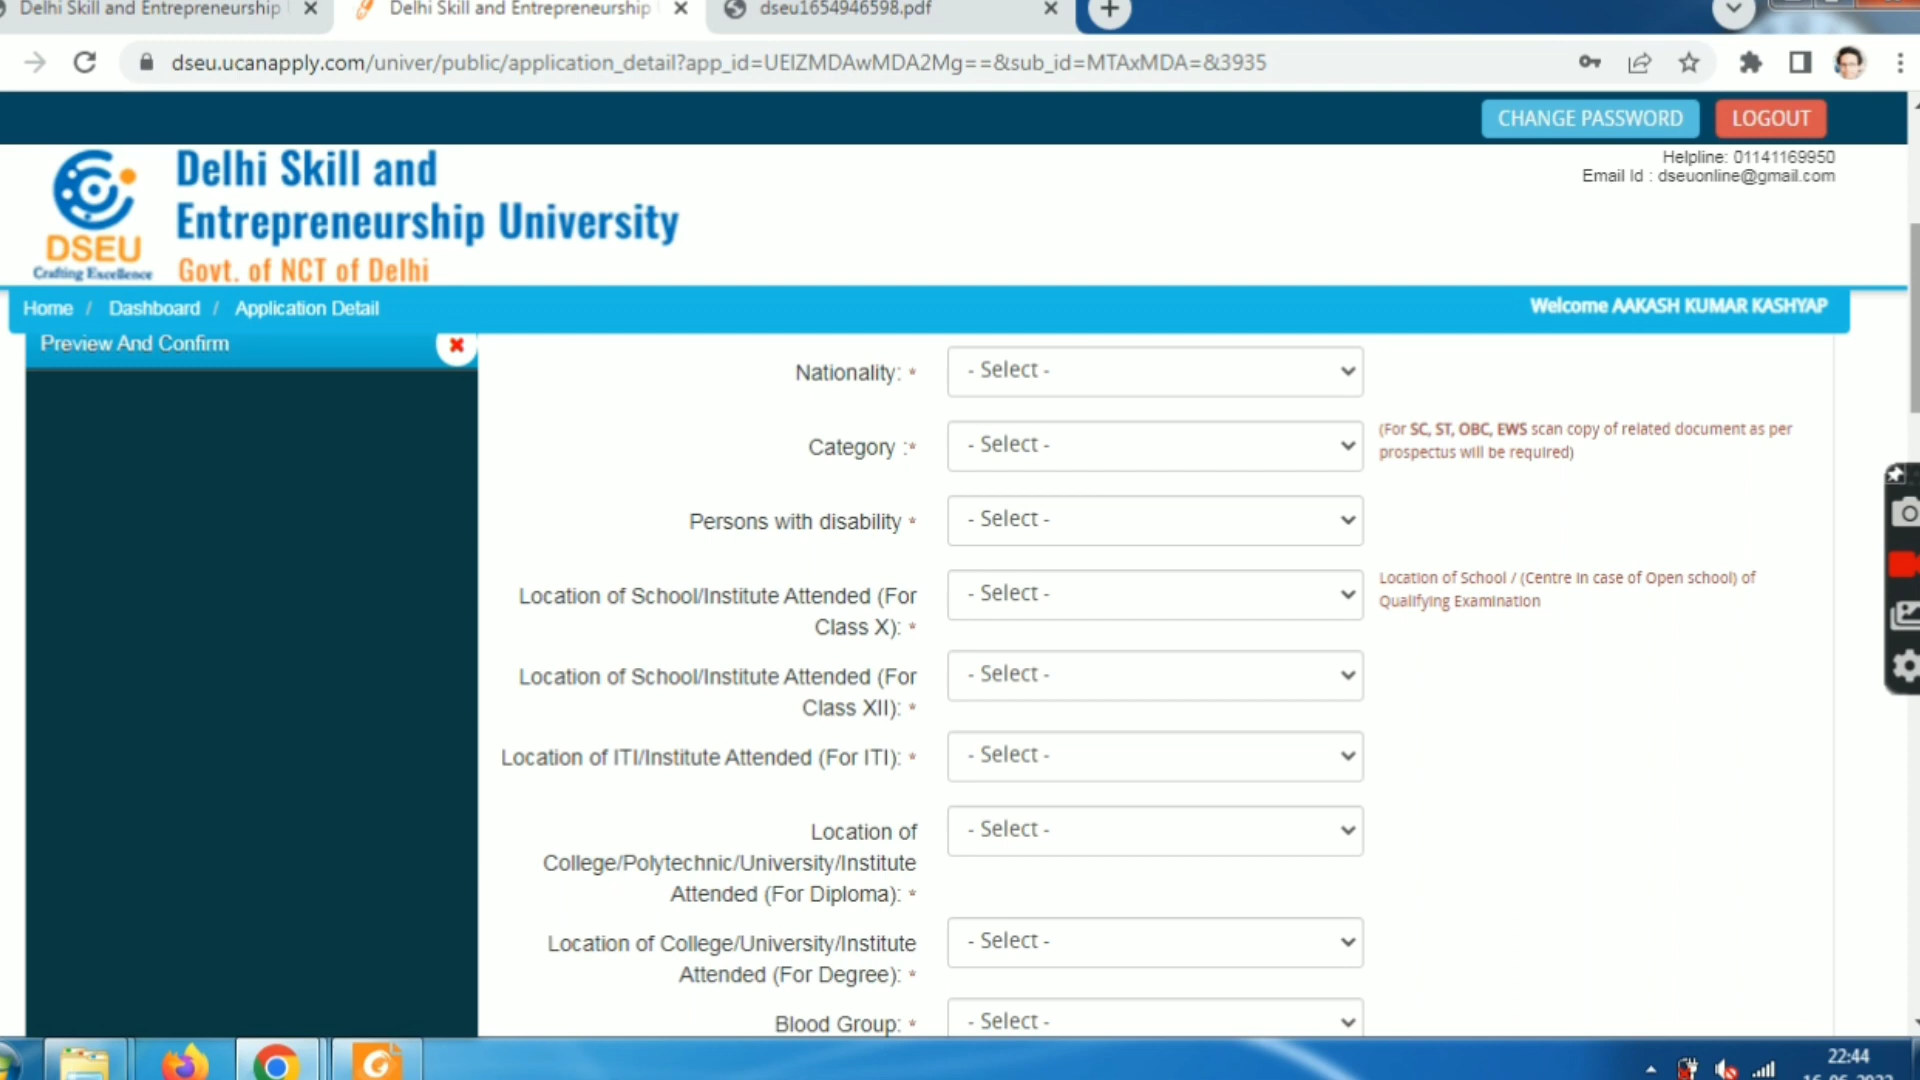 Delhi Skill and Entrepreneurship
Delhi Skill and Entrepreneurship
dseu1654946598.pdf
dseu.ucanapply.com/univer/public/application_detail?app_id=UEIZMDAwMDA2Mg==&sub_id=MTAxMDA=&3935
CHANGE PASSWORD
LOGOUT
Helpline: 01141169950
Email Id : dseuonline@gmail.com
DSEU
Crafting Excellence
Delhi Skill and
Entrepreneurship University
Govt. of NCT of Delhi
Home / Dashboard / Application Detail
Welcome AAKASH KUMAR KASHYAP
Preview And Confirm
Nationality: * - Select -
Category :* - Select -
(For SC, ST, OBC, EWS scan copy of related document as per
prospectus will be required)
Persons with disability * - Select -
Location of School/Institute Attended (For
Class X): *
- Select -
Location of School / (Centre in case of Open school) of
Qualifying Examination
Location of School/Institute Attended (For
Class XII): *
- Select -
Location of ITI/Institute Attended (For ITI): * - Select -
Location of
College/Polytechnic/University/Institute
Attended (For Diploma): *
- Select -
Location of College/University/Institute
Attended (For Degree): *
- Select -
Blood Group: * - Select -
22:44